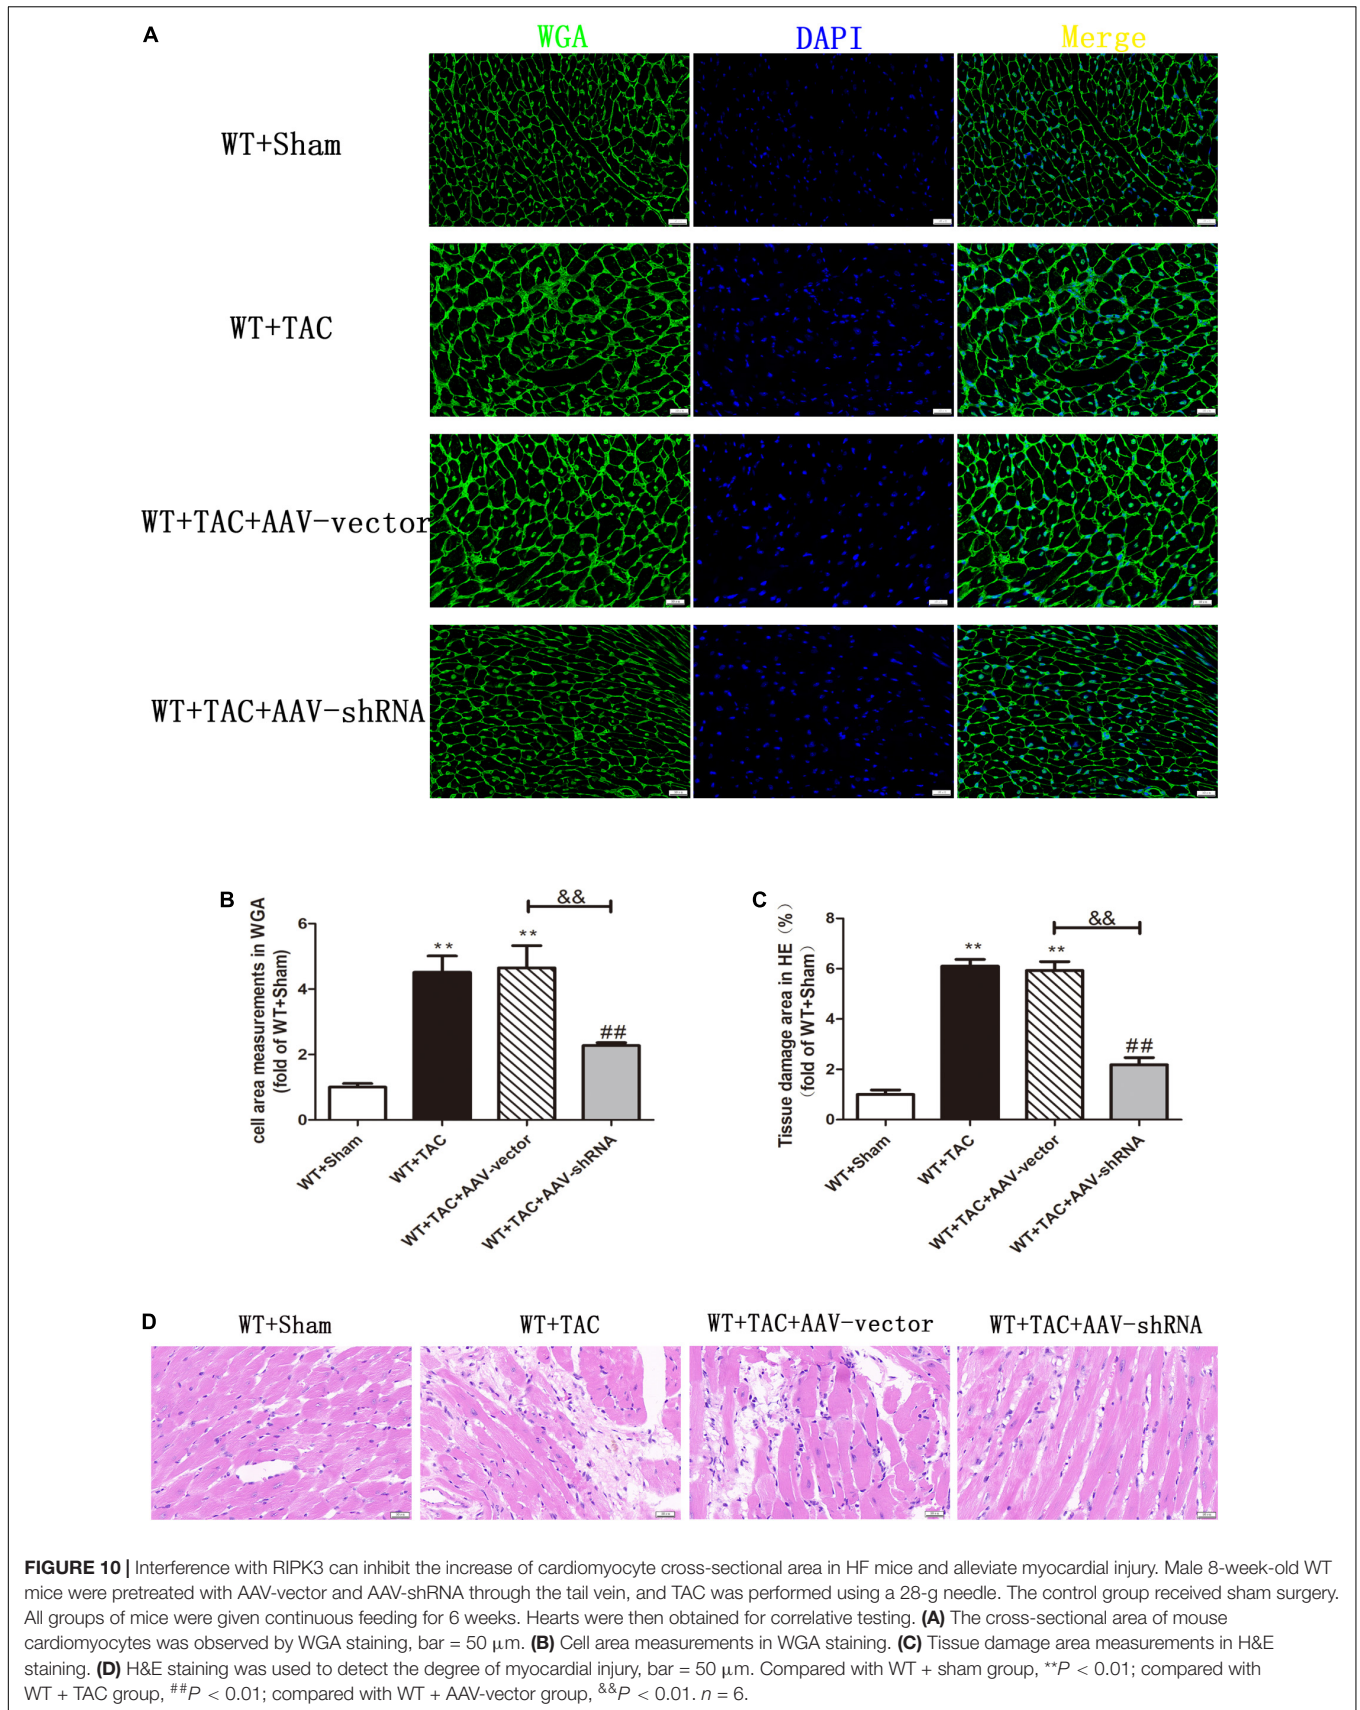 A
WGA
DAPI
Merge
WT+Sham
WT+TAC
WT+TAC+AAV-vector
WT+TAC+AAV-shRNA
B
cell area measurements in WGA
(fold of WT+Sham)
6
4
2
0
**
**
&&
##
WT+Sham
WT+TAC
WT+TAC+AAV-vector
WT+TAC+AAV-shRNA
C
Tissue damage area in HE（%）
（fold of WT+Sham）
8
6
4
2
0
**
**
&&
##
WT+Sham
WT+TAC
WT+TAC+AAV-vector
WT+TAC+AAV-shRNA
D
WT+Sham
WT+TAC
WT+TAC+AAV-vector
WT+TAC+AAV-shRNA
FIGURE 10 | Interference with RIPK3 can inhibit the increase of cardiomyocyte cross-sectional area in HF mice and alleviate myocardial injury. Male 8-week-old WT
mice were pretreated with AAV-vector and AAV-shRNA through the tail vein, and TAC was performed using a 28-g needle. The control group received sham surgery.
All groups of mice were given continuous feeding for 6 weeks. Hearts were then obtained for correlative testing. (A) The cross-sectional area of mouse
cardiomyocytes was observed by WGA staining, bar = 50 μm. (B) Cell area measurements in WGA staining. (C) Tissue damage area measurements in H&E
staining. (D) H&E staining was used to detect the degree of myocardial injury, bar = 50 μm. Compared with WT + sham group, **P < 0.01; compared with
WT + TAC group, ##P < 0.01; compared with WT + AAV-vector group, &&P < 0.01. n = 6.